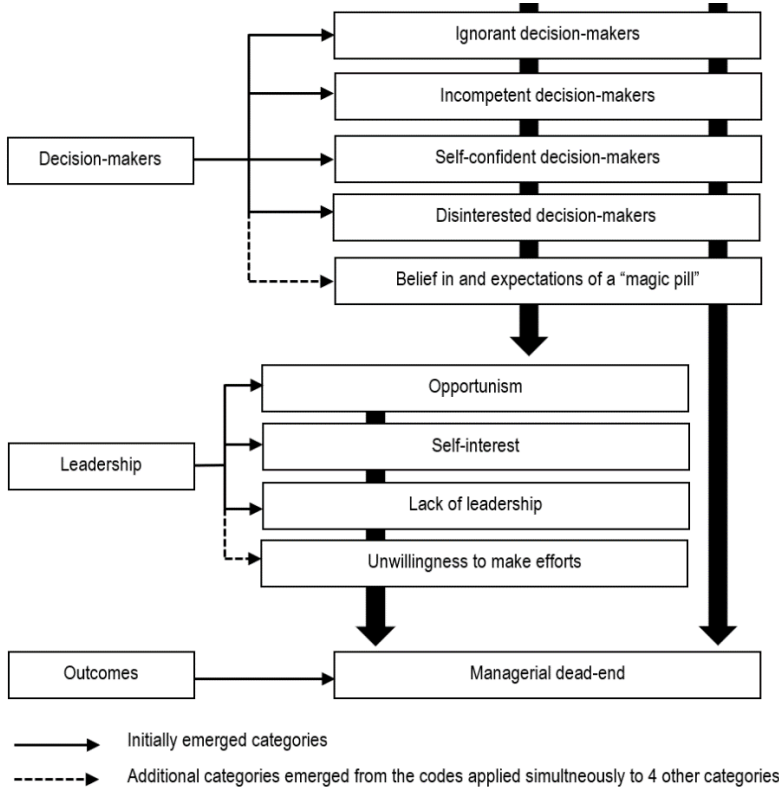 Ignorant decision-makers
Incompetent decision-makers
Decision-makers
Self-confident decision-makers
Disinterested decision-makers
Belief in and expectations of a “magic pill”
Opportunism
Self-interest
Leadership
Lack of leadership
Unwillingness to make efforts
Outcomes
Managerial dead-end
Initially emerged categories
Additional categories emerged from the codes applied simultneously to 4 other categories